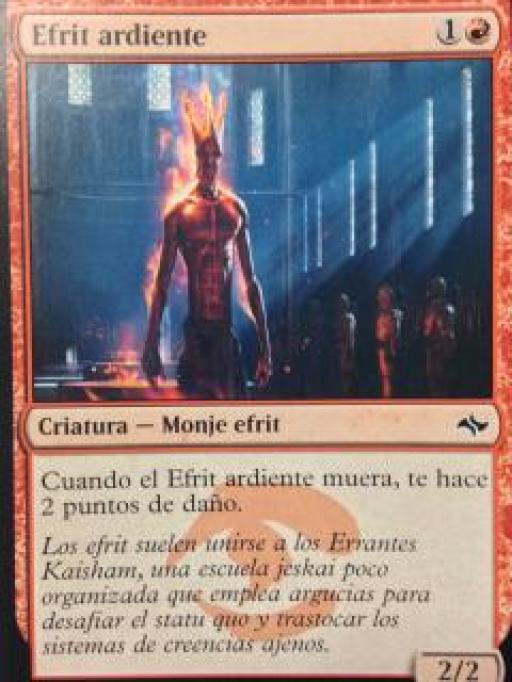 Efrit ardiente 1
Criatura — Monje efrit
Cuando el Efrit ardiente muera, te hace
2 puntos de daño.
Los efrit suelen unirse a los Errantes
Kaisham, una escuela jeskai poco
organizada que emplea argucias para
desafiar el statu quo y trastocar los
sistemas de creencias ajenos.
2/2